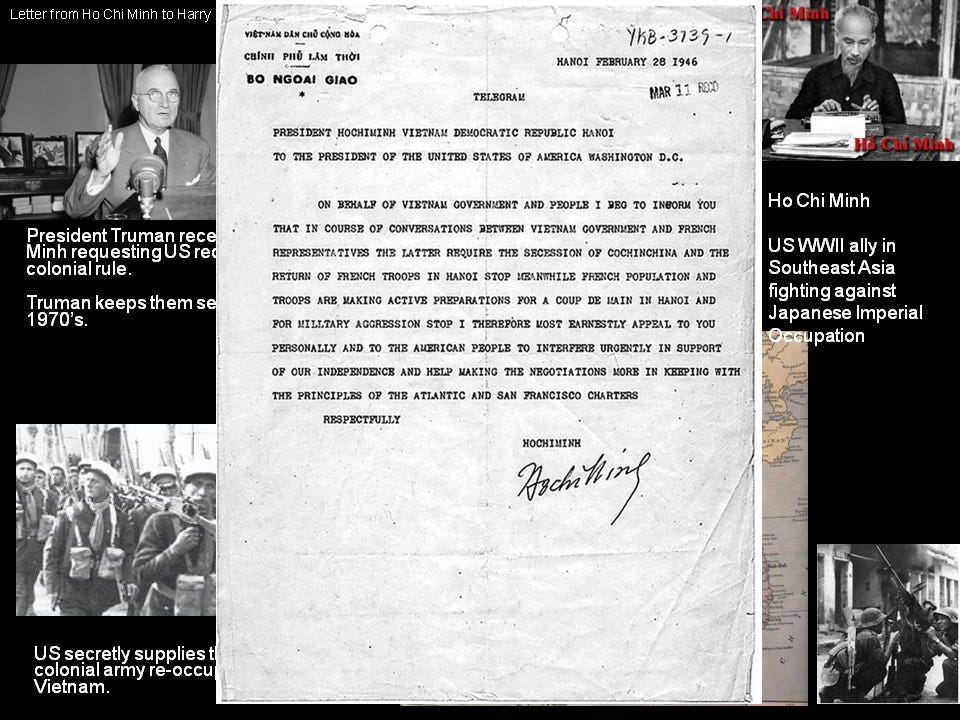 Letter from Ho Chi Minh to Harry
President Truman rece
Minh requesting US rec
colonial rule.
Truman keeps them se
1970's.
US secretly supplies th
colonial army re-occup
Vietnam.
VIỆT-NAM DÂN CHỦ CỘNG HÒA
CHÍNH PHỦ LÂM THỜI
BO NGOAI GIAO
*
YKB-3739-1
HANOI FEBRUARY 28 1946
MAR 11 RECD
TELEGRAM
PRESIDENT HOCHIMINH VIETNAM DEMOCRATIC REPUBLIC HANOI
TO THE PRESIDENT OF THE UNITED STATES OF AMERICA WASHINGTON D.C.
ON BEHALF OF VIETNAM GOVERNMENT AND PEOPLE I BEG TO INFORM YOU
THAT IN COURSE OF CONVERSATIONS BETWEEN VIETNAM GOVERNMENT AND FRENCH
REPRESENTATIVES THE LATTER REQUIRE THE SECESSION OF COCHINCHINA AND THE
RETURN OF FRENCH TROOPS IN HANOI STOP MEANWHILE FRENCH POPULATION AND
TROOPS ARE MAKING ACTIVE PREPARATIONS FOR A COUP DE MAIN IN HANOI AND
FOR MILITARY AGGRESSION STOP I THEREFORE MOST EARNESTLY APPEAL TO YOU
PERSONALLY AND TO THE AMERICAN PEOPLE TO INTERFERE URGENTLY IN SUPPORT
OF OUR INDEPENDENCE AND HELP MAKING THE NEGOTIATIONS MORE IN KEEPING WITH
THE PRINCIPLES OF THE ATLANTIC AND SAN FRANCISCO CHARTERS
RESPECTFULLY
HOCHIMINH
Hochiminh
Chi Minh
Hồ Chí Minh
Ho Chi Minh
US WWII ally in
Southeast Asia
fighting against
Japanese Imperial
Occupation